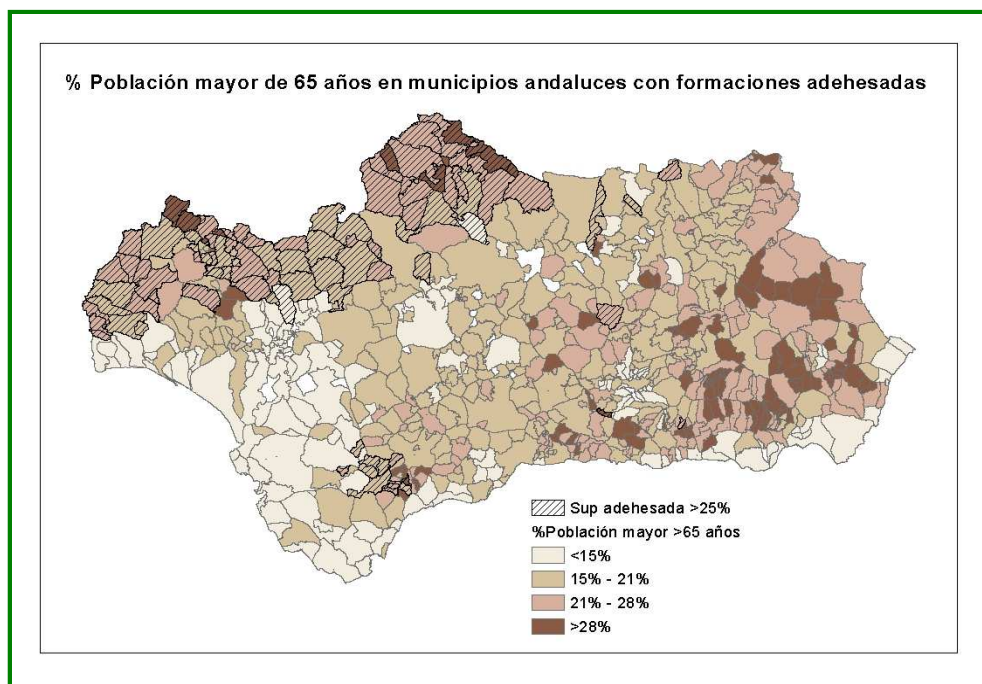 % Población mayor de 65 años en municipios andaluces con formaciones adehesadas
Sup adehesada >25%
%Población mayor >65 años
<15%
15% - 21%
21% - 28%
>28%